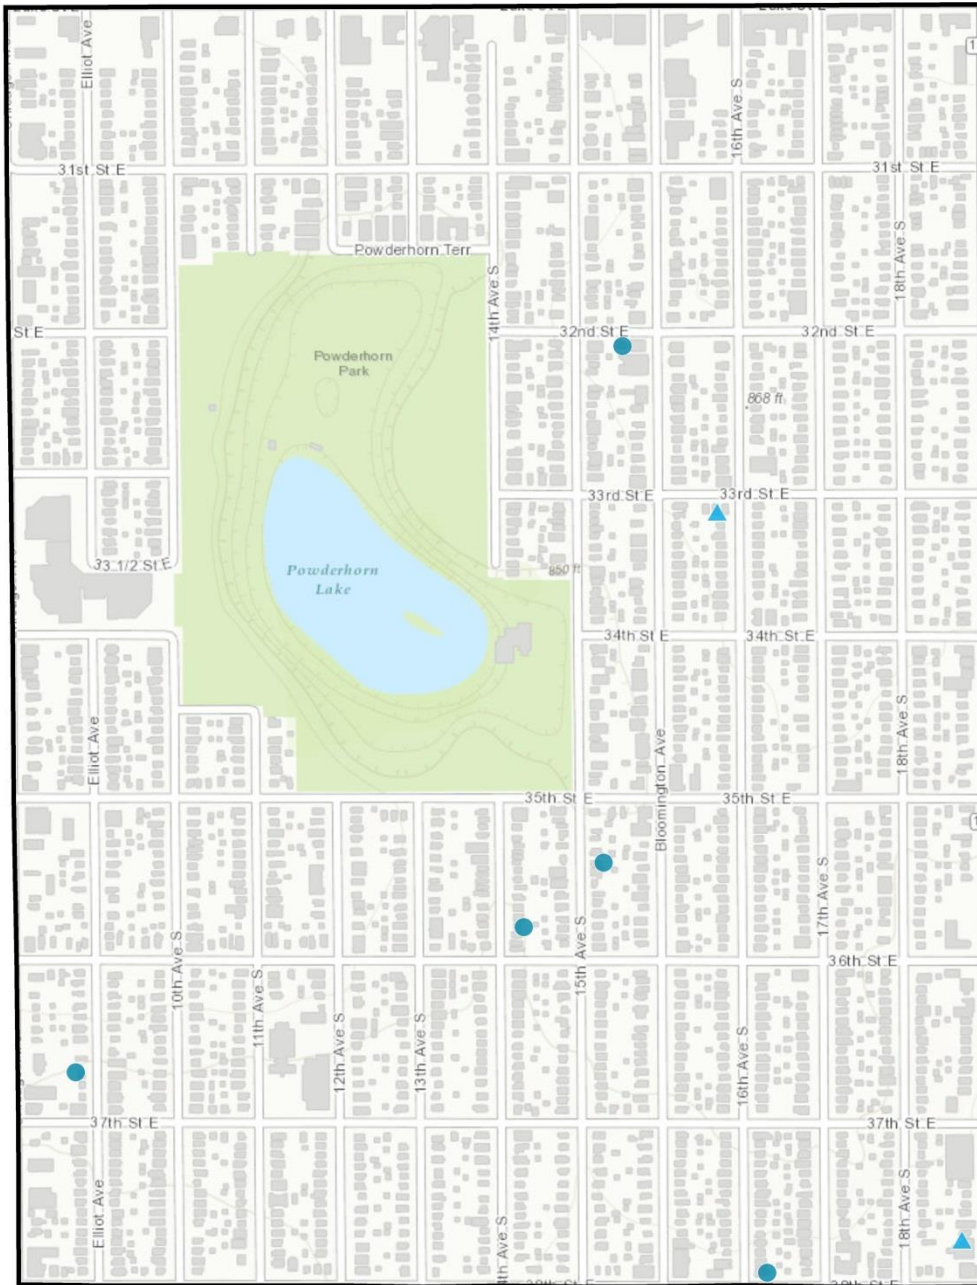 Elliot Ave
16th Ave S
31st St E
31st St E
Powderhorn Terr
18th Ave S
14th Ave S
St E
32nd St E
32nd St E
Powderhorn
Park
868 ft
33rd St E
33rd St E
33 1/2 St E
850 ft
Powderhorn
Lake
34th St E
34th St E
Elliot Ave
18th Ave S
Bloomington Ave
35th St E
35th St E
17th Ave S
10th Ave S
15th Ave S
36th St E
11th Ave S
12th Ave S
13th Ave S
16th Ave S
37th St E
37th St E
Elliot Ave
18th Ave S
4th Ave S